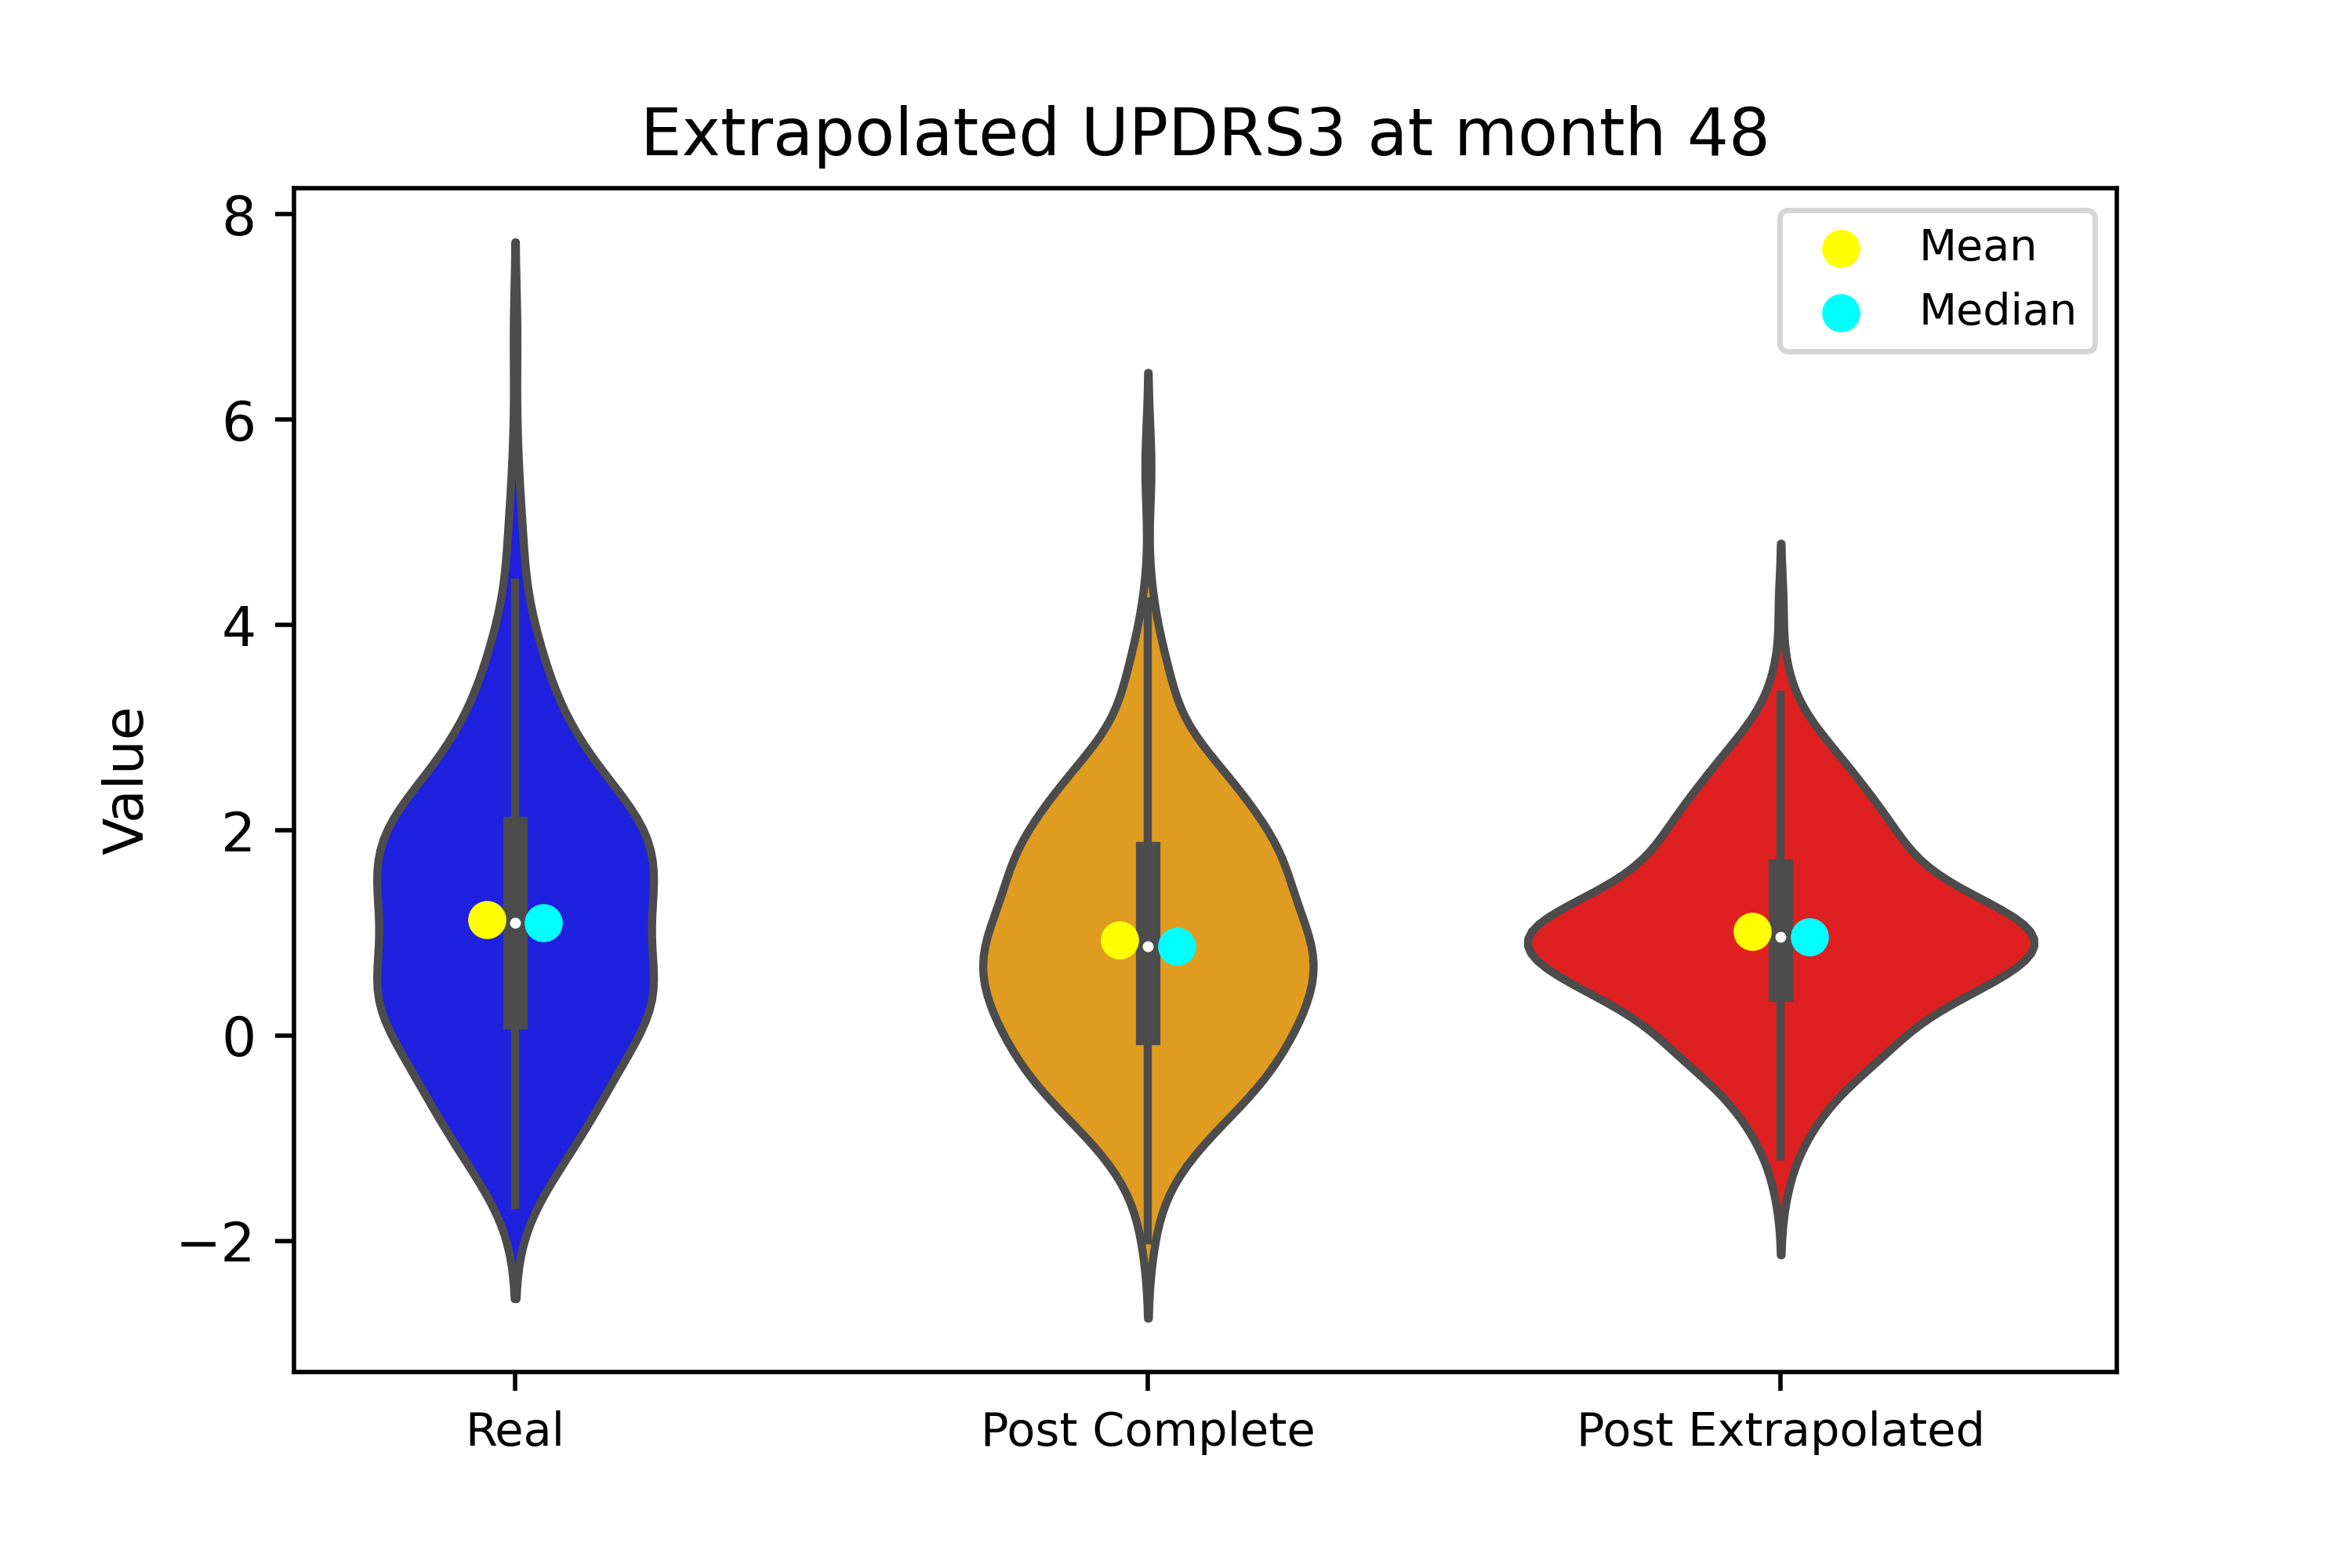 Extrapolated UPDRS3 at month 48
8
6
4
2
0
−2
Value
Mean
Median
Real
Post Complete
Post Extrapolated